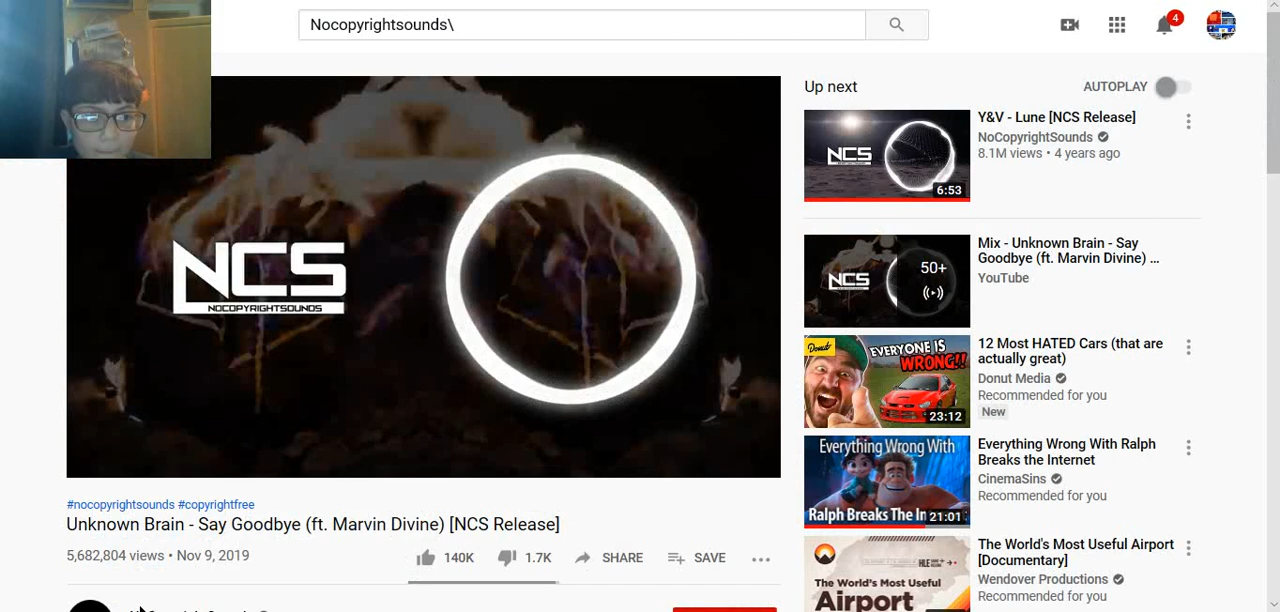 Nocopyrightsounds\
4
NCS
NOCOPYRIGHTSOUNDS
#nocopyrightsounds #copyrightfree
Unknown Brain - Say Goodbye (ft. Marvin Divine) [NCS Release]
5,682,804 views • Nov 9, 2019
140K
1.7K
SHARE
SAVE
Up next
AUTOPLAY
NCS
6:53
Y&V - Lune [NCS Release]
NoCopyrightSounds
8.1M views • 4 years ago
NCS
50+
Mix - Unknown Brain - Say
Goodbye (ft. Marvin Divine) ...
YouTube
Donut
EVERYONE IS
WRONG!!
23:12
12 Most HATED Cars (that are
actually great)
Donut Media
Recommended for you
New
Everything Wrong With
Ralph Breaks The In
21:01
Everything Wrong With Ralph
Breaks the Internet
CinemaSins
Recommended for you
The World's Most Useful
Airport
The World's Most Useful Airport
[Documentary]
Wendover Productions
Recommended for you